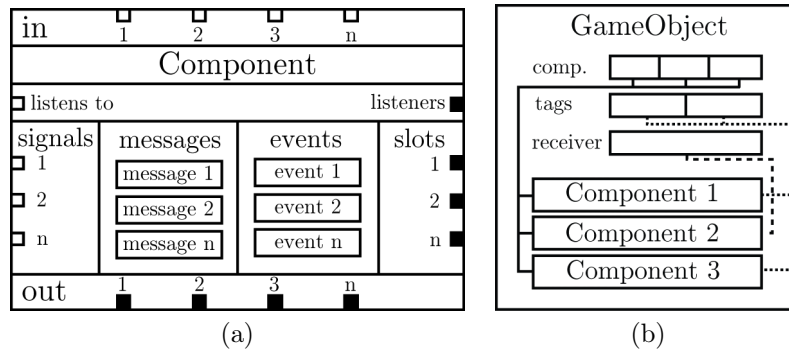 in
1 2 3 n
Component
listens to listeners
signals messages events slots
1 message 1 event 1 1
2 message 2 event 2 2
n message n event n n
out 1 2 3 n
(a)
GameObject
comp.
tags
receiver
Component 1
Component 2
Component 3
(b)